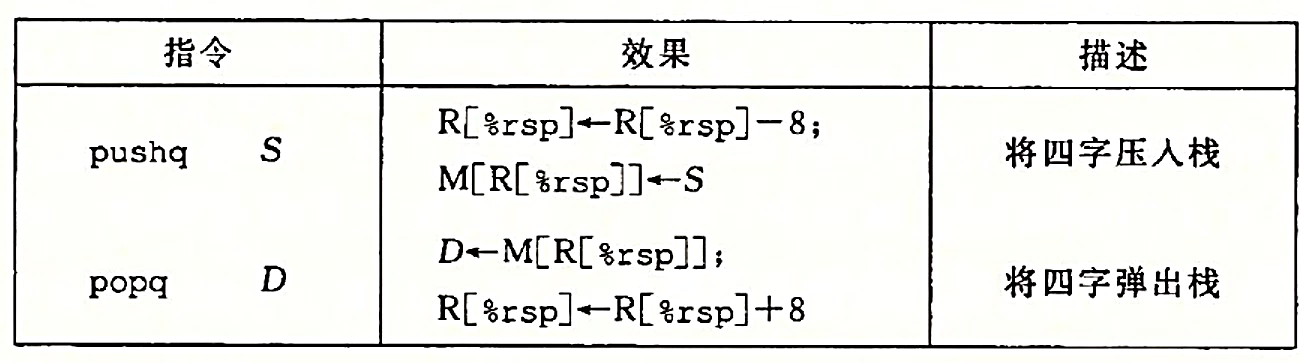 指令 效果 描述
pushq S R[%rsp]←R[%rsp]－8;
M[R[%rsp]]←S
将四字压入栈
popq D D←M[R[%rsp]];
R[%rsp]←R[%rsp]＋8
将四字弹出栈